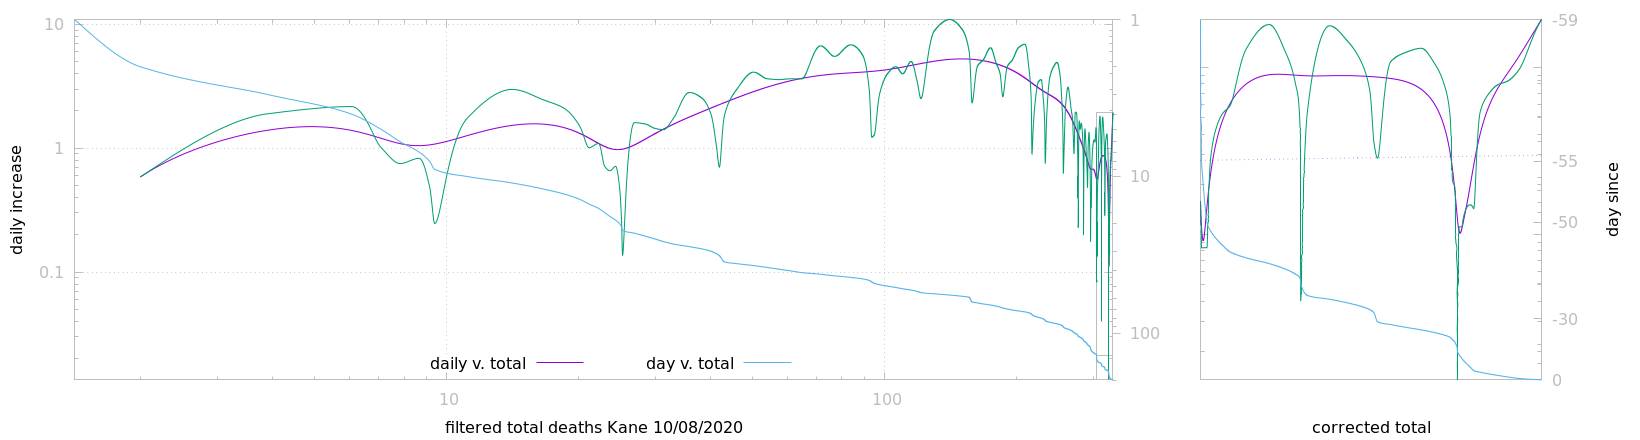 daily increase
10
1
0.1
1
10
100
daily v. total
day v. total
10
100
filtered total deaths Kane 10/08/2020
-59
-55
-50
-30
0
day since
corrected total